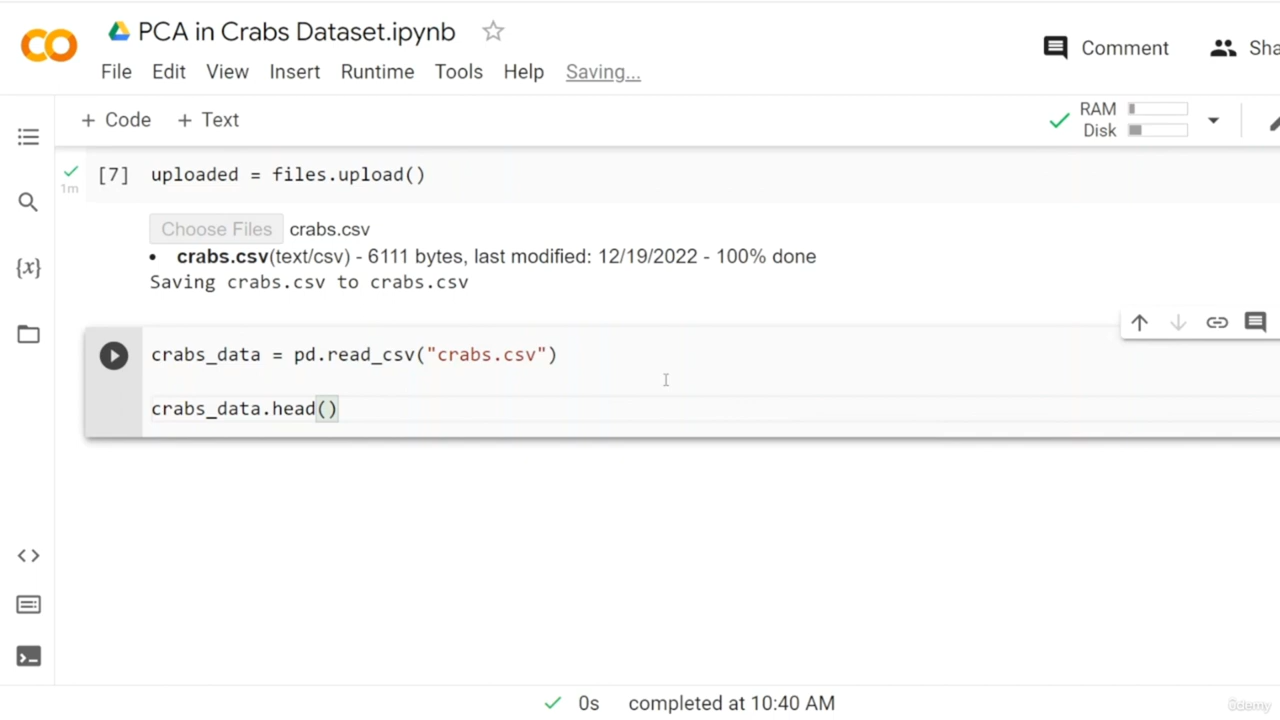 PCA in Crabs Dataset.ipynb
Comment
Sha
File Edit View Insert Runtime Tools Help Saving...
+ Code + Text
RAM
Disk
1m
[7] uploaded = files.upload()
Choose Files crabs.csv
• crabs.csv(text/csv) - 6111 bytes, last modified: 12/19/2022 - 100% done
Saving crabs.csv to crabs.csv
{x}
crabs_data = pd.read_csv("crabs.csv")
crabs_data.head()
0s completed at 10:40 AM
ûdemy